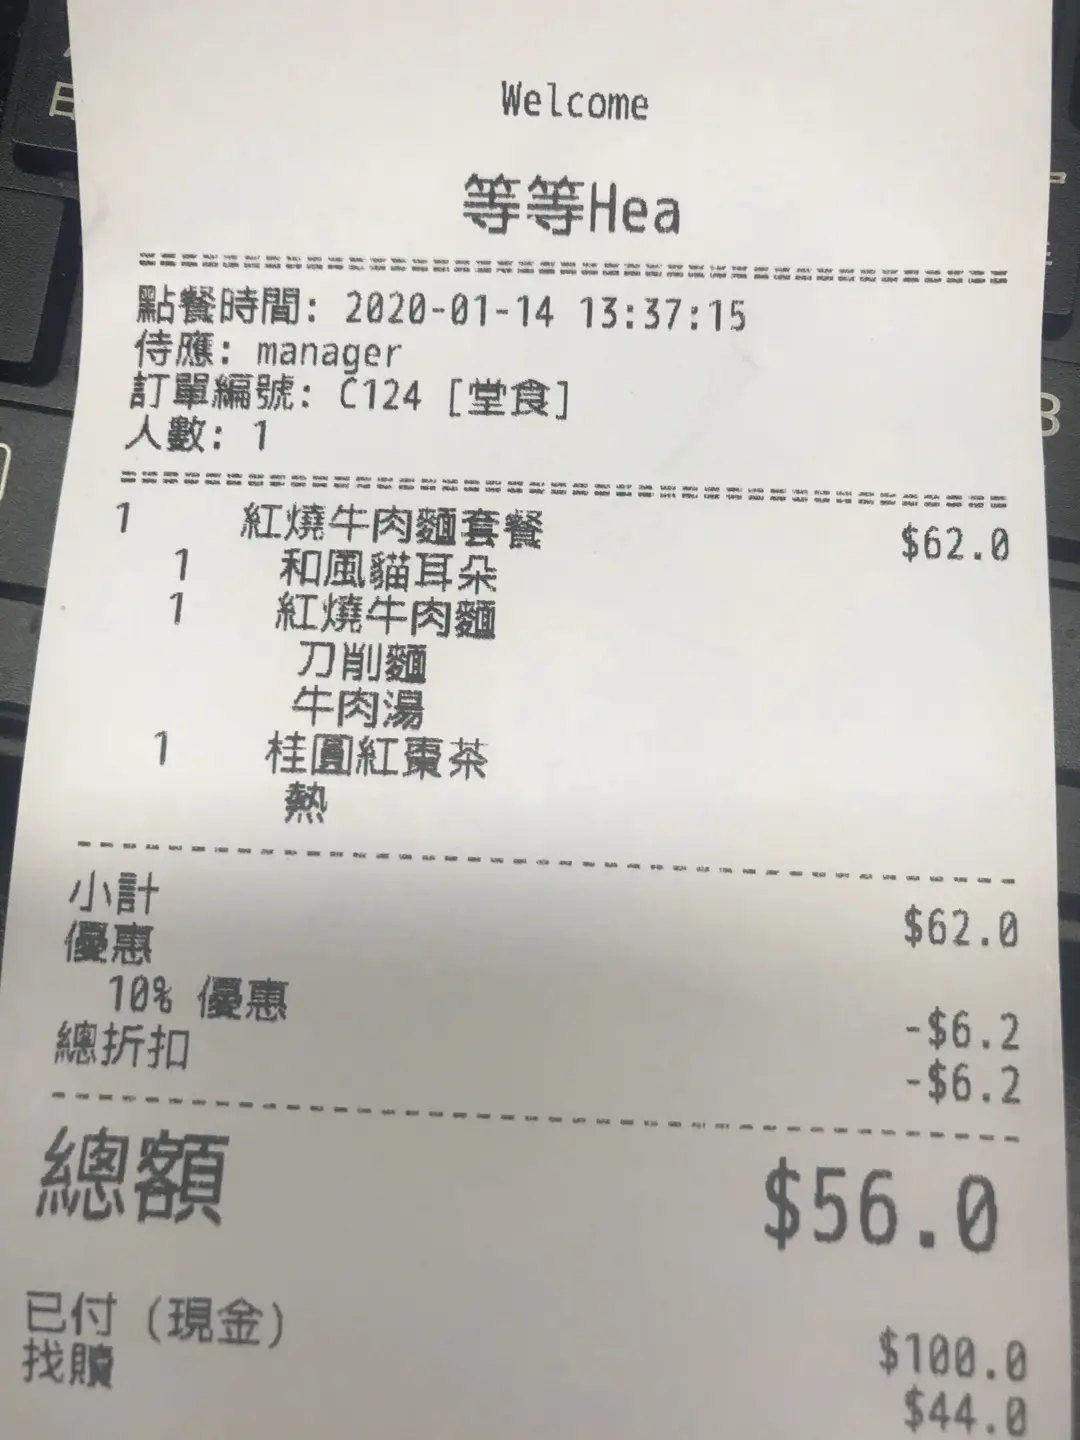 Welcome
等等Hea
點餐時間: 2020-01-14 13:37:15
侍應: manager
訂單編號: C124 [堂食]
人數: 1
1 紅燒牛肉麵套餐 $62.0
1 和風貓耳朵
1 紅燒牛肉麵
刀削麵
牛肉湯
1 桂圓紅棗茶
熱
小計 $62.0
優惠
10% 優惠 -$6.2
總折扣 -$6.2
總額 $56.0
已付 (現金) $100.0
找贖 $44.0